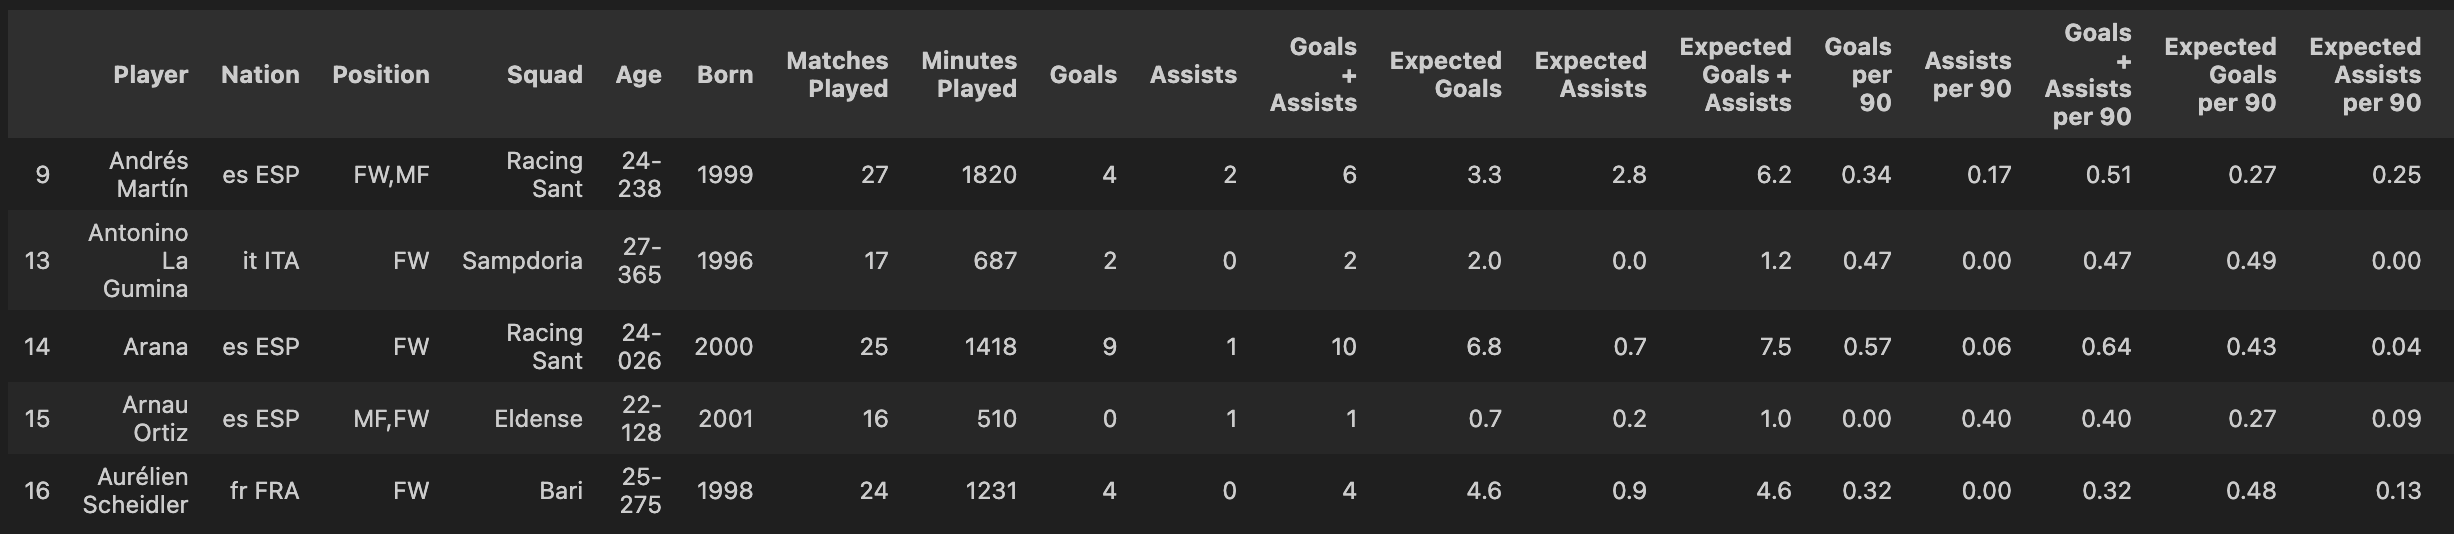 Player Nation Position Squad Age Born Matches Played Minutes Played Goals Assists Goals + Assists Expected Goals Expected Assists Expected Goals + Assists Goals per 90 Assists per 90 Goals + Assists per 90 Expected Goals per 90 Expected Assists per 90
9 Andrés Martín es ESP FW,MF Racing Sant 24-238 1999 27 1820 4 2 6 3.3 2.8 6.2 0.34 0.17 0.51 0.27 0.25
13 Antonino La Gumina it ITA FW Sampdoria 27-365 1996 17 687 2 0 2 2.0 0.0 1.2 0.47 0.00 0.47 0.49 0.00
14 Arana es ESP FW Racing Sant 24-026 2000 25 1418 9 1 10 6.8 0.7 7.5 0.57 0.06 0.64 0.43 0.04
15 Arnau Ortiz es ESP MF,FW Eldense 22-128 2001 16 510 0 1 1 0.7 0.2 1.0 0.00 0.40 0.40 0.27 0.09
16 Aurélien Scheidler fr FRA FW Bari 25-275 1998 24 1231 4 0 4 4.6 0.9 4.6 0.32 0.00 0.32 0.48 0.13